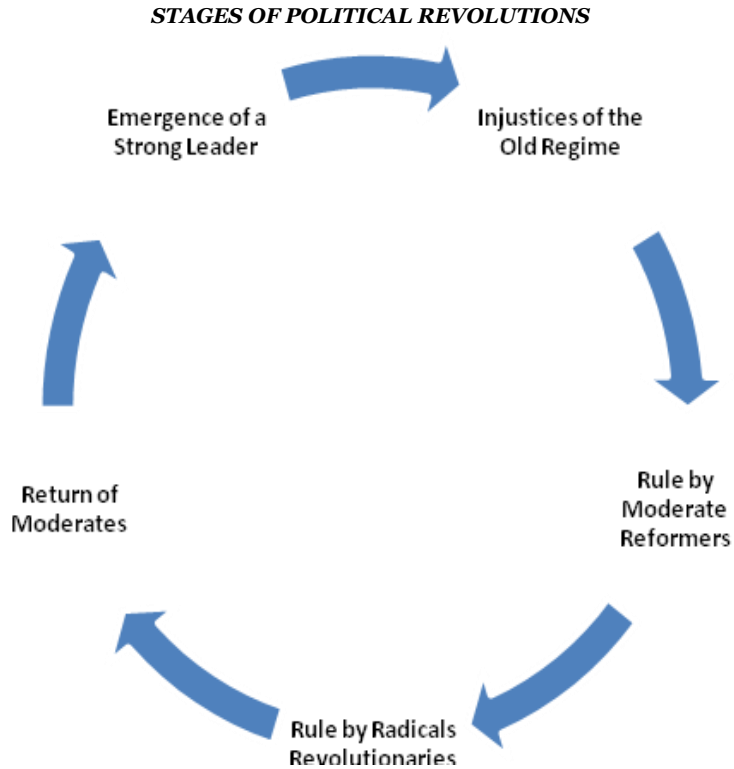 STAGES OF POLITICAL REVOLUTIONS
Emergence of a
Strong Leader
Injustices of the
Old Regime
Rule by
Moderate
Reformers
Return of
Moderates
Rule by Radicals
Revolutionaries